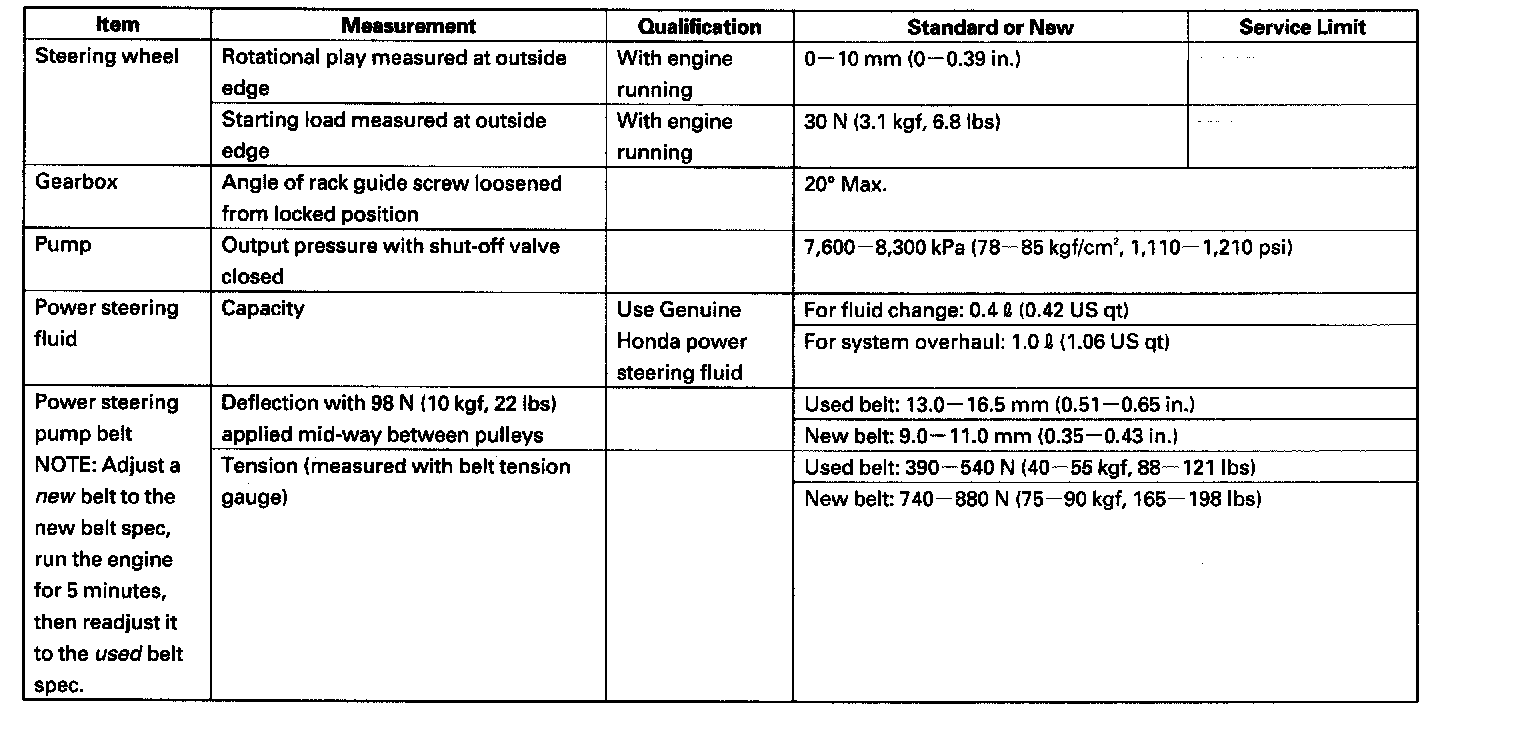 Item Measurement Qualification Standard or New Service Limit
Steering wheel Rotational play measured at outside With engine 0—10 mm (0—0.39 in.) -----
edge running
Starting load measured at outside With engine 30 N (3.1 kgf, 6.8 lbs) -----
edge running
Gearbox Angle of rack guide screw loosened 20° Max.
from locked position
Pump Output pressure with shut-off valve 7,600—8,300 kPa (78—85 kgf/cm², 1,110—1,210 psi)
closed
Power steering Capacity Use Genuine For fluid change: 0.4 ℓ (0.42 US qt)
fluid Honda power For system overhaul: 1.0 ℓ (1.06 US qt)
steering fluid
Power steering Deflection with 98 N (10 kgf, 22 lbs) Used belt: 13.0—16.5 mm (0.51—0.65 in.)
pump belt applied mid-way between pulleys New belt: 9.0—11.0 mm (0.35—0.43 in.)
NOTE: Adjust a Tension (measured with belt tension Used belt: 390—540 N (40—55 kgf, 88—121 lbs)
new belt to the gauge) New belt: 740—880 N (75—90 kgf, 165—198 lbs)
new belt spec,
run the engine
for 5 minutes,
then readjust it
to the used belt
spec.